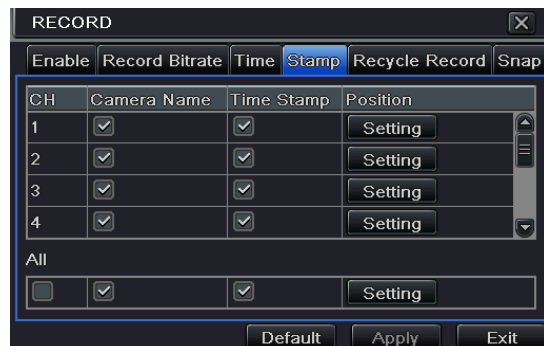 RECORD
Enable Record Bitrate Time Stamp Recycle Record Snap
CH Camera Name Time Stamp Position
1 Setting
2 Setting
3 Setting
4 Setting
All
Setting
Default Apply Exit